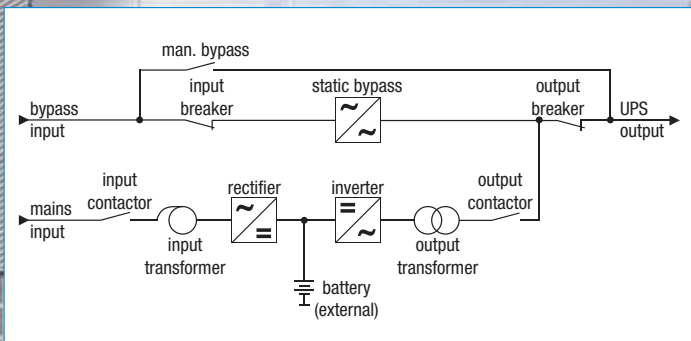 man. bypass
input
breaker
static bypass
output
breaker
bypass
input
UPS
output
input
contactor
rectifier
inverter
output
contactor
mains
input
input
transformer
output
transformer
battery
(external)